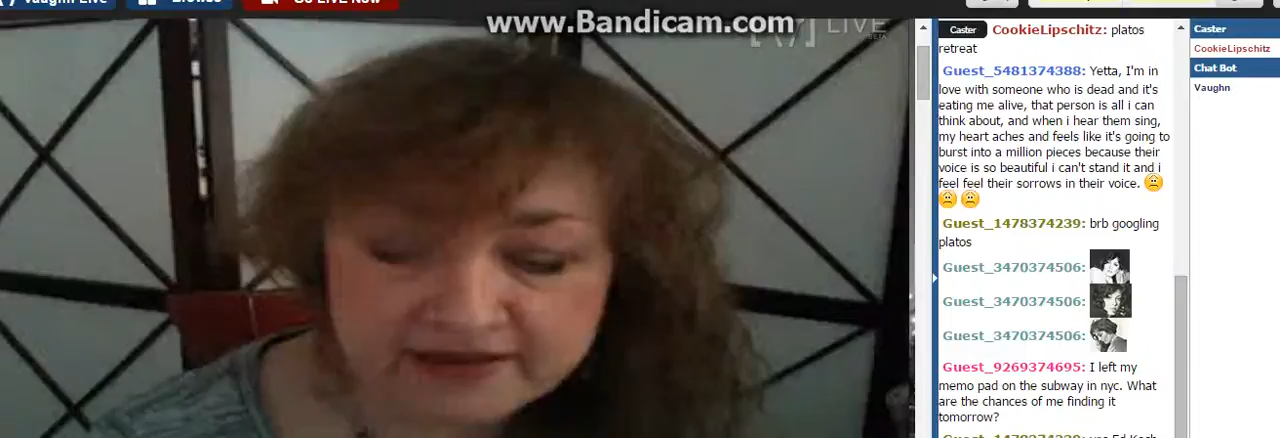 Vaughn Live
Browse
Go LIVE Now
www.Bandicam.com
[V] LIVE
BETA
Caster CookieLipschitz: platos
retreat
Guest_5481374388: Yetta, I'm in
love with someone who is dead and it's
eating me alive, that person is all i can
think about, and when i hear them sing,
my heart aches and feels like it's going to
burst into a million pieces because their
voice is so beautiful i can't stand it and i
feel feel their sorrows in their voice.
Guest_1478374239: brb googling
platos
Guest_3470374506:
Guest_3470374506:
Guest_3470374506:
Guest_9269374695: I left my
memo pad on the subway in nyc. What
are the chances of me finding it
tomorrow?
Guest_1478374239: yes Ed Koch
Caster
CookieLipschitz
Chat Bot
Vaughn